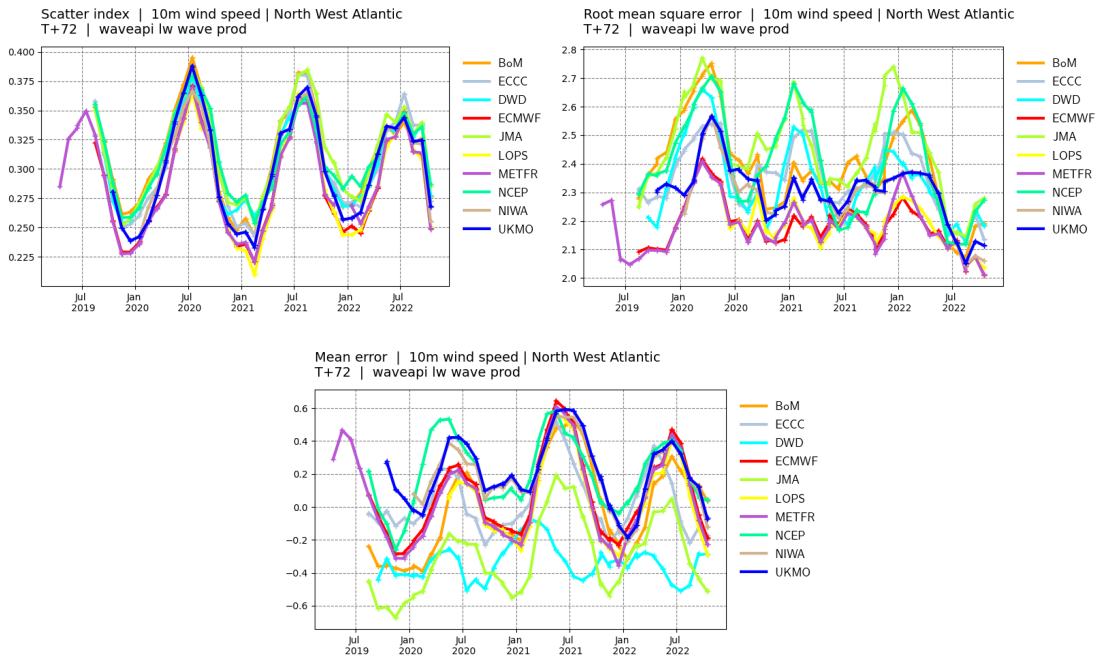 Scatter index | 10m wind speed | North West Atlantic
T+72 | waveapi lw wave prod
0.400
0.375
0.350
0.325
0.300
0.275
0.250
0.225
Jul
2019
Jan
2020
Jul
2020
Jan
2021
Jul
2021
Jan
2022
Jul
2022
BoM
ECCC
DWD
ECMWF
JMA
LOPS
METFR
NCEP
NIWA
UKMO
Root mean square error | 10m wind speed | North West Atlantic
T+72 | waveapi lw wave prod
2.8
2.7
2.6
2.5
2.4
2.3
2.2
2.1
2.0
Jul
2019
Jan
2020
Jul
2020
Jan
2021
Jul
2021
Jan
2022
Jul
2022
BoM
ECCC
DWD
ECMWF
JMA
LOPS
METFR
NCEP
NIWA
UKMO
Mean error | 10m wind speed | North West Atlantic
T+72 | waveapi lw wave prod
0.6
0.4
0.2
0.0
−0.2
−0.4
−0.6
Jul
2019
Jan
2020
Jul
2020
Jan
2021
Jul
2021
Jan
2022
Jul
2022
BoM
ECCC
DWD
ECMWF
JMA
LOPS
METFR
NCEP
NIWA
UKMO